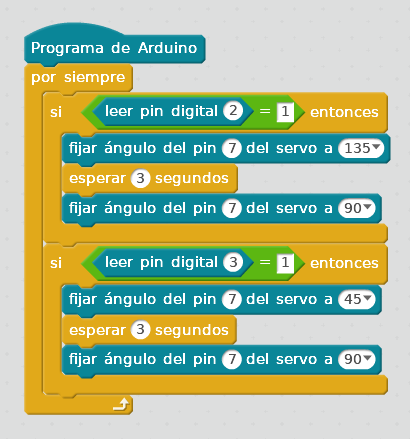 Programa de Arduino
por siempre
si leer pin digital 2 = 1 entonces
fijar ángulo del pin 7 del servo a 135
esperar 3 segundos
fijar ángulo del pin 7 del servo a 90
si leer pin digital 3 = 1 entonces
fijar ángulo del pin 7 del servo a 45
esperar 3 segundos
fijar ángulo del pin 7 del servo a 90